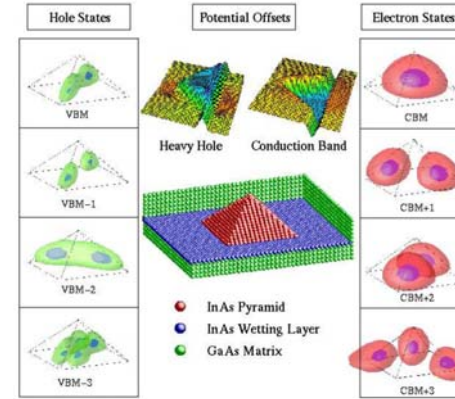 Hole States
Potential Offsets
Electron States
VBM
VBM-1
VBM-2
VBM-3
Heavy Hole
Conduction Band
InAs Pyramid
InAs Wetting Layer
GaAs Matrix
CBM
CBM+1
CBM+2
CBM+3